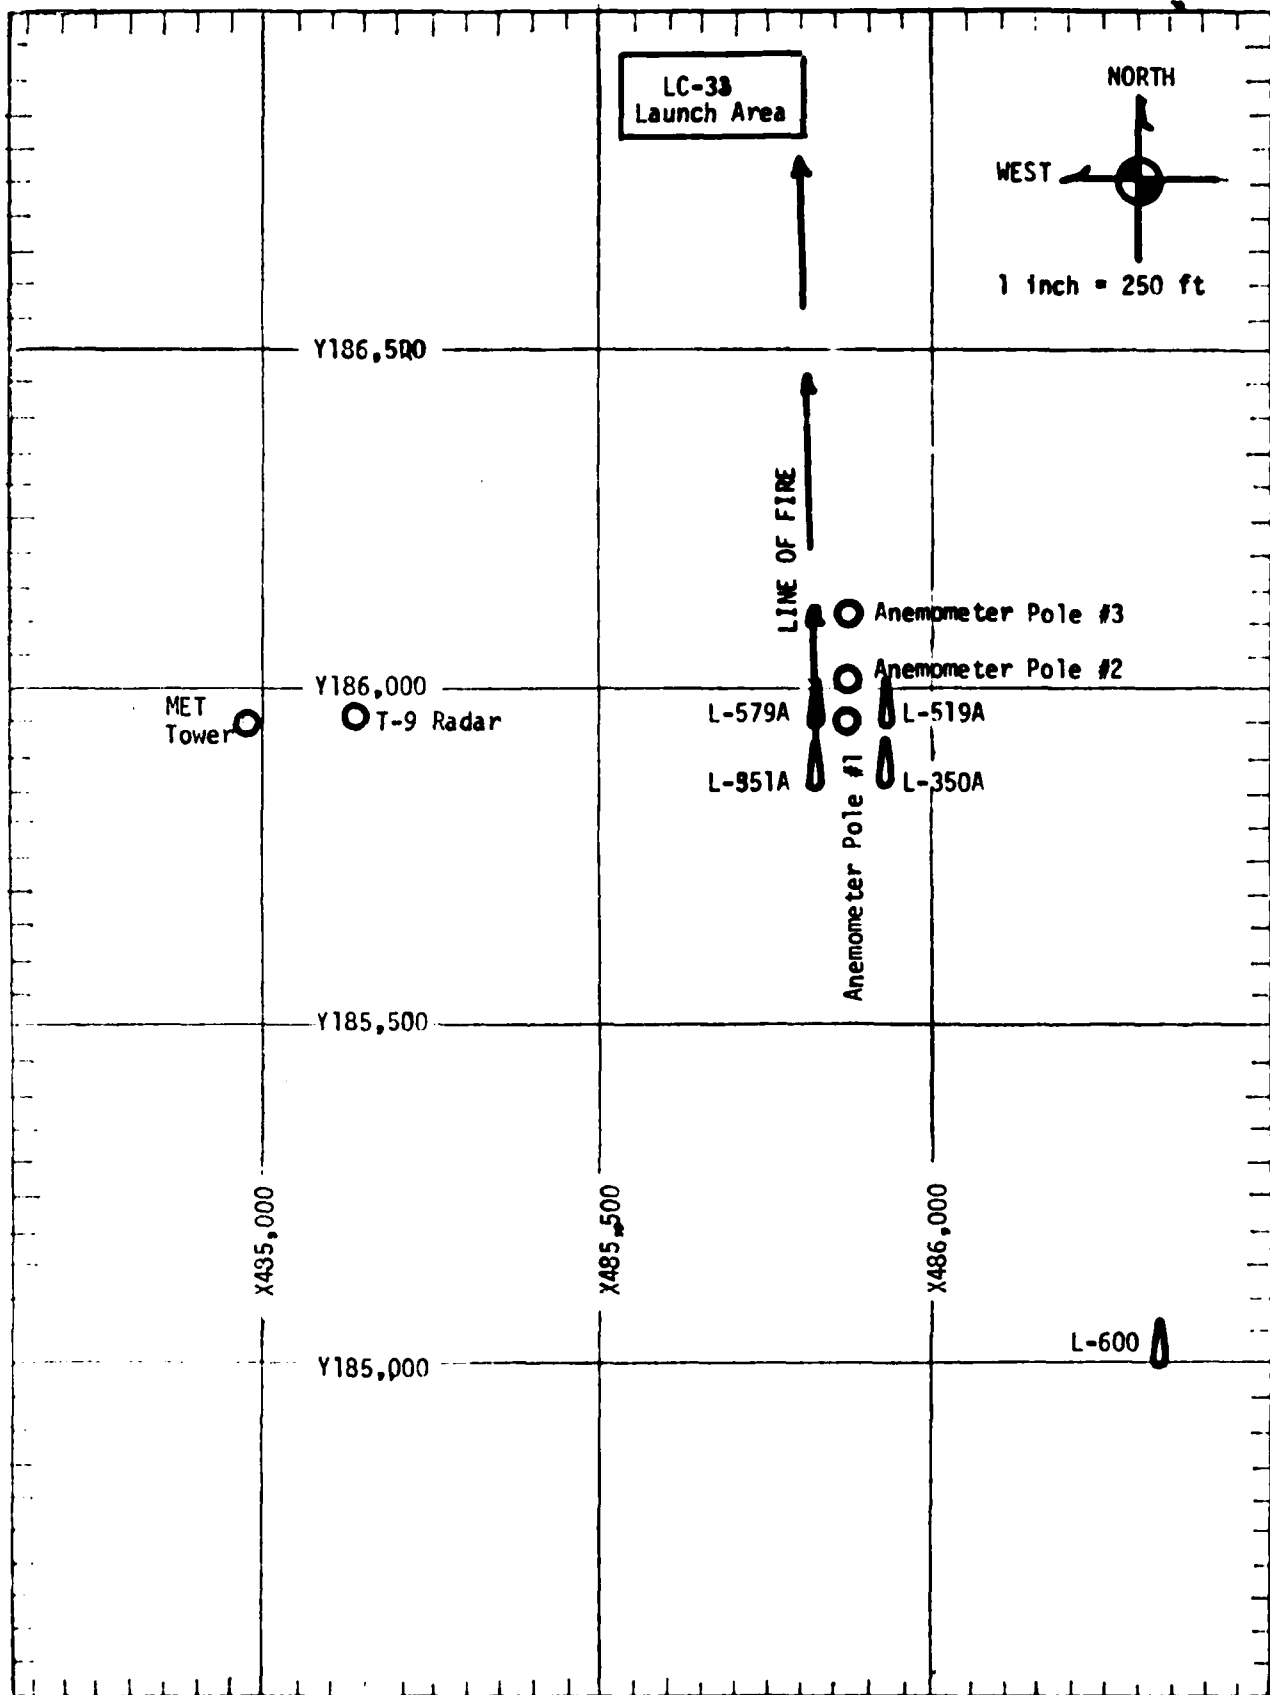 LC-33
Launch Area
NORTH
WEST
1 inch = 250 ft
Y186,500
LINE OF FIRE
Anemometer Pole #3
Anemometer Pole #2
Y186,000
MET
Tower
T-9 Radar
L-579A
L-519A
L-351A
L-350A
Anemometer Pole #1
Y185,500
X485,000
X485,500
X486,000
L-600
Y185,000